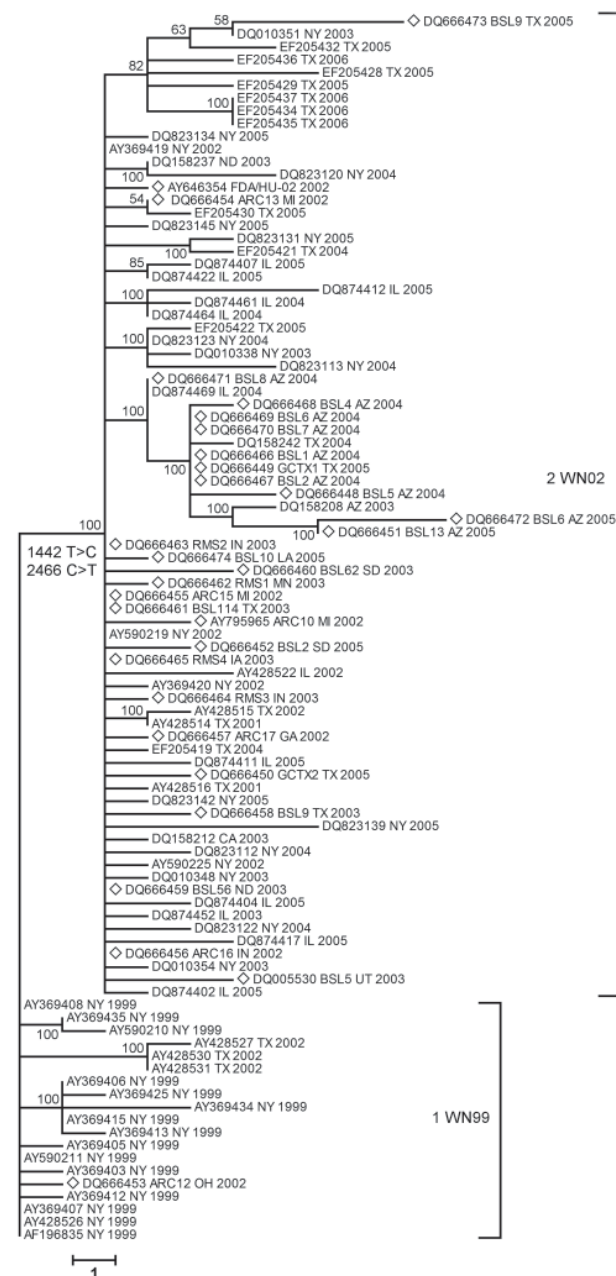 58
◇ DQ666473 BSL9 TX 2005
63
DQ010351 NY 2003
EF205432 TX 2005
82
EF205436 TX 2006
EF205428 TX 2005
EF205429 TX 2005
EF205437 TX 2006
100
EF205434 TX 2006
EF205435 TX 2006
DQ823134 NY 2005
AY369419 NY 2002
DQ158237 ND 2003
100
DQ823120 NY 2004
◇ AY646354 FDA/HU-02 2002
54
◇ DQ666454 ARC13 MI 2002
EF205430 TX 2005
DQ823145 NY 2005
DQ823131 NY 2005
100
EF205421 TX 2004
85
DQ874407 IL 2005
DQ874422 IL 2005
DQ874412 IL 2005
100
DQ874461 IL 2004
DQ874464 IL 2004
EF205422 TX 2005
100
DQ823123 NY 2004
DQ010338 NY 2003
DQ823113 NY 2004
◇ DQ666471 BSL8 AZ 2004
DQ874469 IL 2004
◇ DQ666468 BSL4 AZ 2004
100
◇ DQ666469 BSL6 AZ 2004
◇ DQ666470 BSL7 AZ 2004
DQ158242 TX 2004
◇ DQ666466 BSL1 AZ 2004
100
◇ DQ666449 GCTX1 TX 2005
◇ DQ666467 BSL2 AZ 2004
2 WN02
◇ DQ666448 BSL5 AZ 2004
DQ158208 AZ 2003
◇ DQ666472 BSL6 AZ 2005
100
100
◇ DQ666451 BSL13 AZ 2005
1442 T>C
2466 C>T
◇ DQ666463 RMS2 IN 2003
◇ DQ666474 BSL10 LA 2005
◇ DQ666460 BSL62 SD 2003
◇ DQ666462 RMS1 MN 2003
◇ DQ666455 ARC15 MI 2002
◇ DQ666461 BSL114 TX 2003
◇ AY795965 ARC10 MI 2002
AY590219 NY 2002
◇ DQ666452 BSL2 SD 2005
◇ DQ666465 RMS4 IA 2003
AY428522 IL 2002
AY369420 NY 2002
◇ DQ666464 RMS3 IN 2003
100
AY428515 TX 2002
AY428514 TX 2001
◇ DQ666457 ARC17 GA 2002
EF205419 TX 2004
DQ874411 IL 2005
◇ DQ666450 GCTX2 TX 2005
AY428516 TX 2001
DQ823142 NY 2005
◇ DQ666458 BSL9 TX 2003
DQ823139 NY 2005
DQ158212 CA 2003
DQ823112 NY 2004
AY590225 NY 2002
DQ010348 NY 2003
◇ DQ666459 BSL56 ND 2003
DQ874404 IL 2005
DQ874452 IL 2003
DQ823122 NY 2004
DQ874417 IL 2005
◇ DQ666456 ARC16 IN 2002
DQ010354 NY 2003
◇ DQ005530 BSL5 UT 2003
DQ874402 IL 2005
AY369408 NY 1999
AY369435 NY 1999
100
AY590210 NY 1999
AY428527 TX 2002
100
AY428530 TX 2002
AY428531 TX 2002
AY369406 NY 1999
AY369425 NY 1999
100
AY369434 NY 1999
AY369415 NY 1999
1 WN99
AY369413 NY 1999
AY369405 NY 1999
AY590211 NY 1999
AY369403 NY 1999
◇ DQ666453 ARC12 OH 2002
AY369412 NY 1999
AY369407 NY 1999
AY428526 NY 1999
AF196835 NY 1999
1